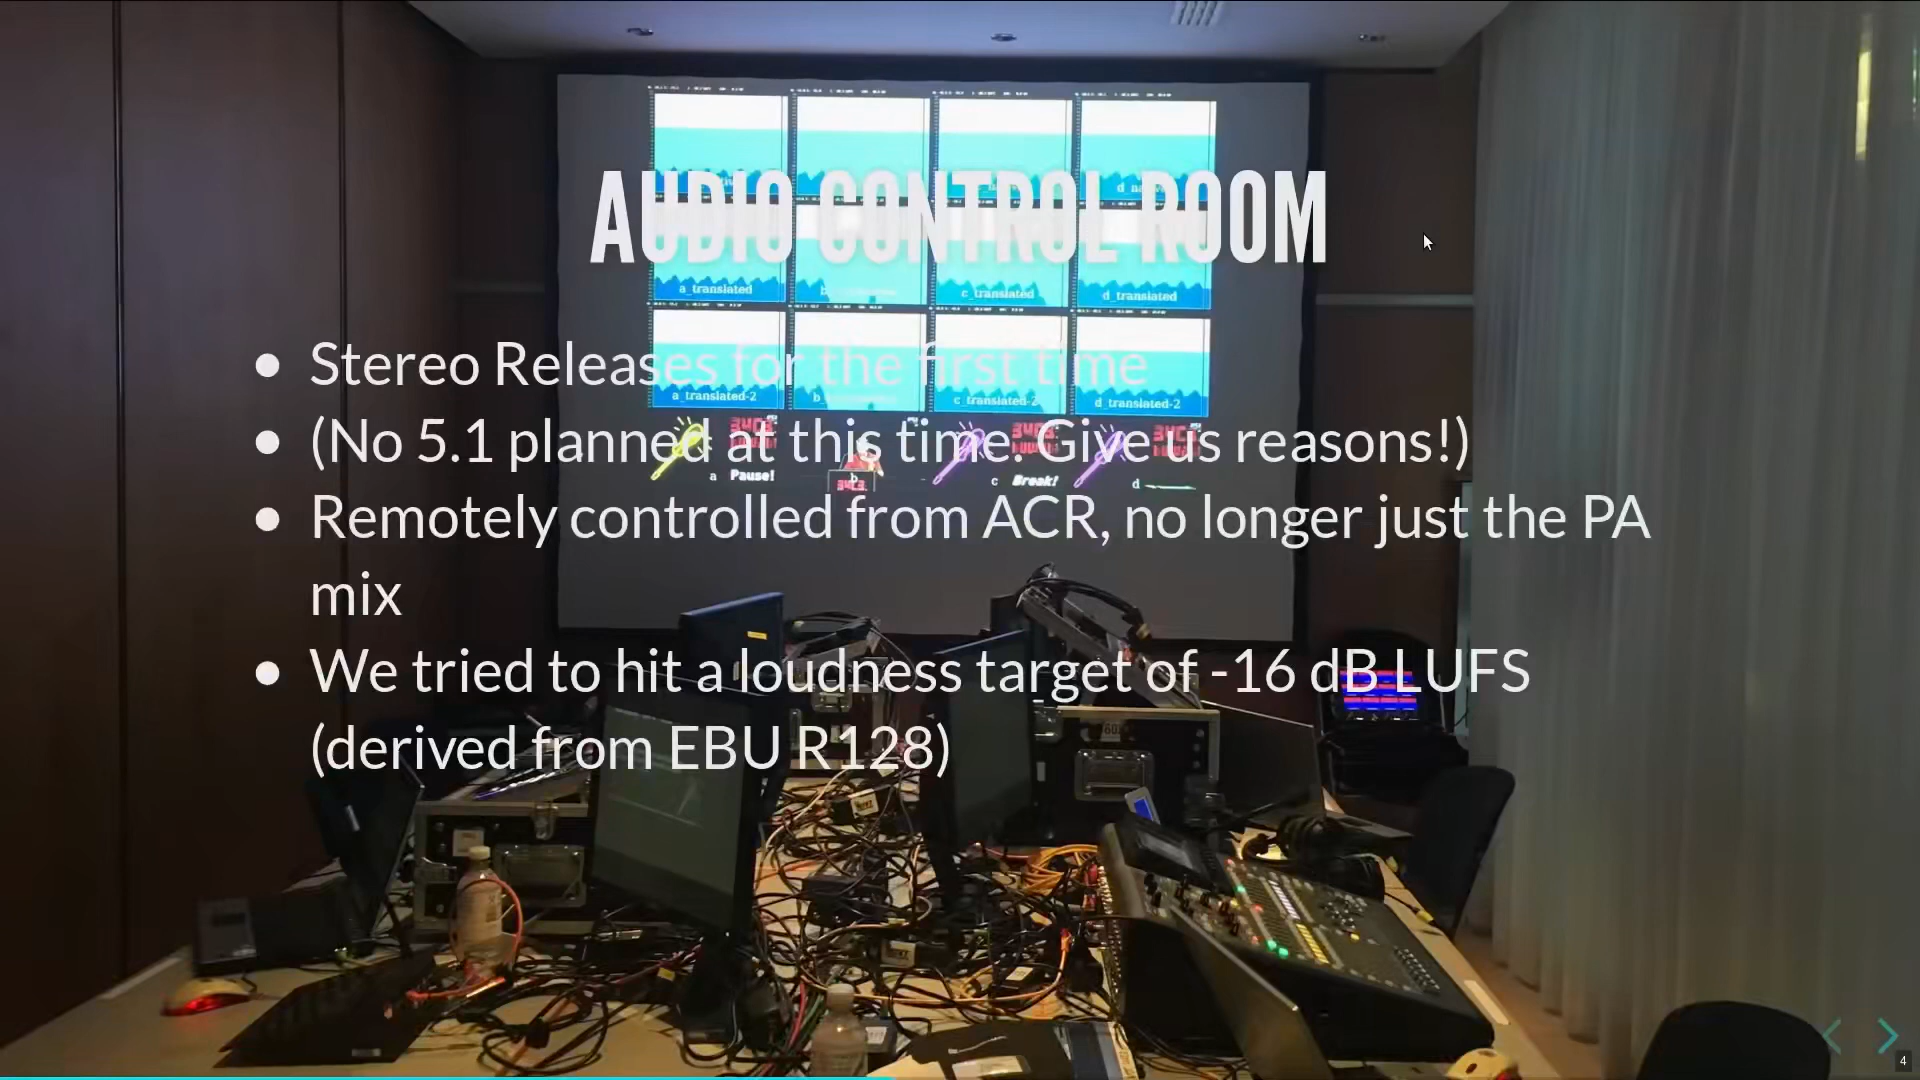 AUDIO CONTROL ROOM
a_translated
c_translated
d_translated
Stereo Releases for the first time
a_translated-2
c_translated-2
d_translated-2
(No 5.1 planned at this time. Give us reasons!)
a Pause!
b
c Break!
d
Remotely controlled from ACR, no longer just the PA
mix
We tried to hit a loudness target of -16 dB LUFS
(derived from EBU R128)
4